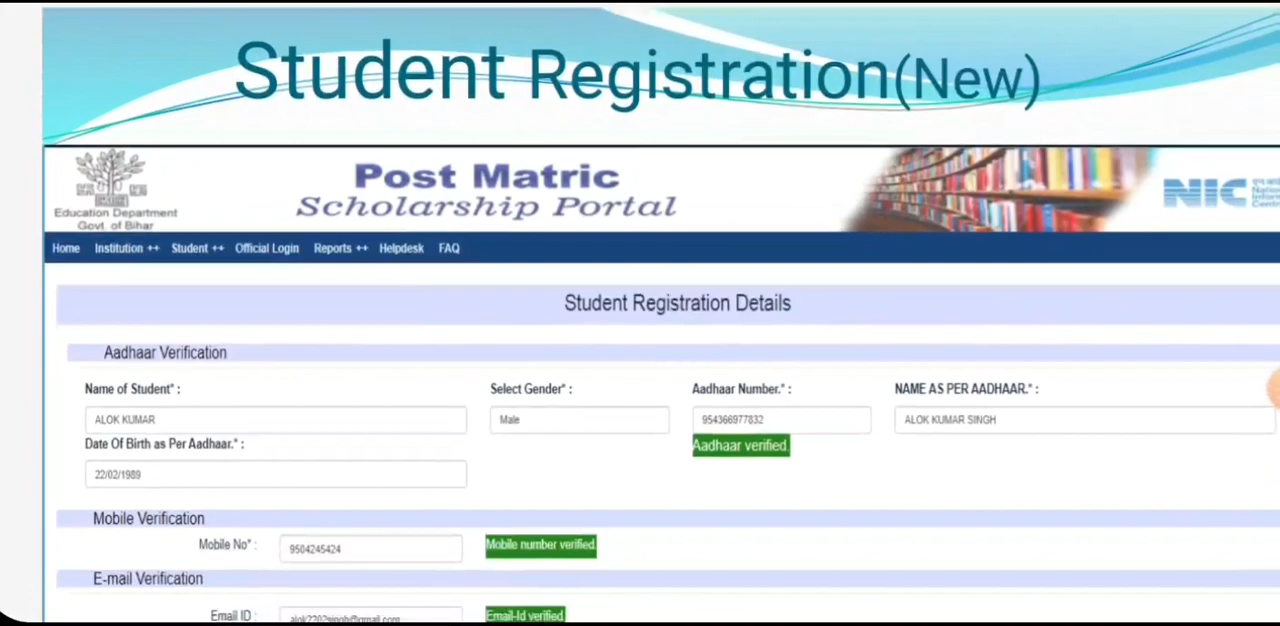 Student Registration(New)
Education Department
Govt. of Bihar
Post Matric
Scholarship Portal
NIC
Home Institution ++ Student ++ Official Login Reports ++ Helpdesk FAQ
Student Registration Details
Aadhaar Verification
Name of Student* : Select Gender* : Aadhaar Number.* : NAME AS PER AADHAAR.* :
ALOK KUMAR Male 954366977832 ALOK KUMAR SINGH
Date Of Birth as Per Aadhaar.* : Aadhaar verified.
22/02/1989
Mobile Verification
Mobile No* : 9504245424 Mobile number verified.
E-mail Verification
Email ID : alok2202singh@gmail.com Email-Id verified.